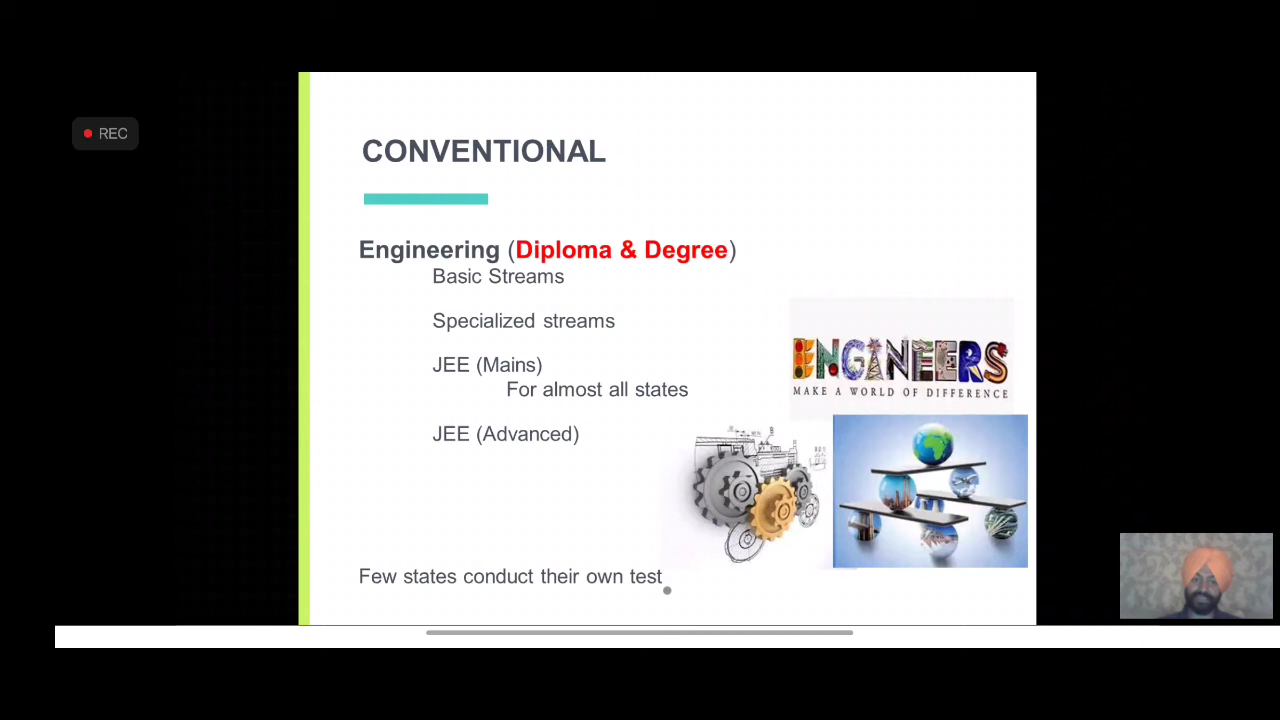 REC
CONVENTIONAL
Engineering (Diploma & Degree)
Basic Streams
Specialized streams
JEE (Mains)
For almost all states
JEE (Advanced)
ENGINEERS
MAKE A WORLD OF DIFFERENCE
Few states conduct their own test